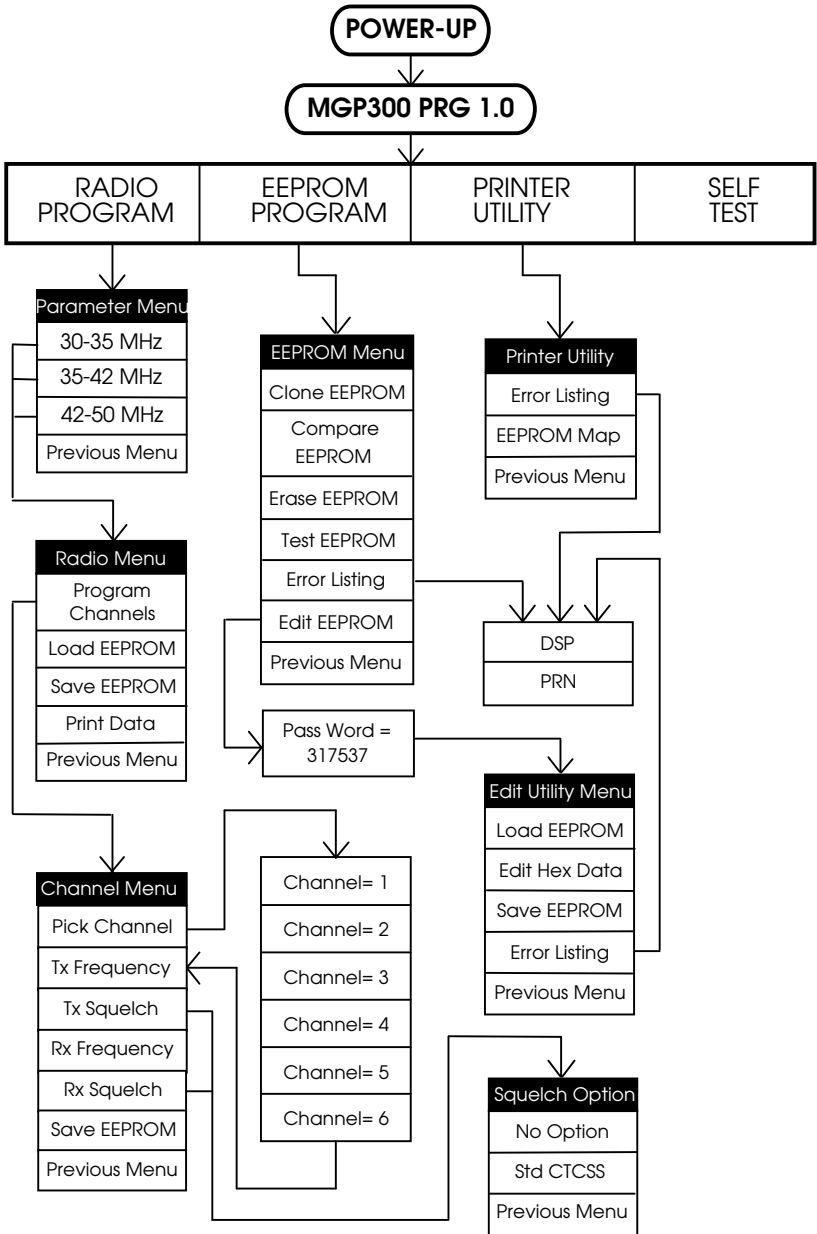 POWER-UP
MGP300 PRG 1.0
RADIO
PROGRAM
EEPROM
PROGRAM
PRINTER
UTILITY
SELF
TEST
Parameter Menu
30-35 MHz
35-42 MHz
42-50 MHz
Previous Menu
Radio Menu
Program
Channels
Load EEPROM
Save EEPROM
Print Data
Previous Menu
Channel Menu
Pick Channel
Tx Frequency
Tx Squelch
Rx Frequency
Rx Squelch
Save EEPROM
Previous Menu
EEPROM Menu
Clone EEPROM
Compare
EEPROM
Erase EEPROM
Test EEPROM
Error Listing
Edit EEPROM
Previous Menu
Pass Word =
317537
Channel= 1
Channel= 2
Channel= 3
Channel= 4
Channel= 5
Channel= 6
Printer Utility
Error Listing
EEPROM Map
Previous Menu
DSP
PRN
Edit Utility Menu
Load EEPROM
Edit Hex Data
Save EEPROM
Error Listing
Previous Menu
Squelch Option
No Option
Std CTCSS
Previous Menu